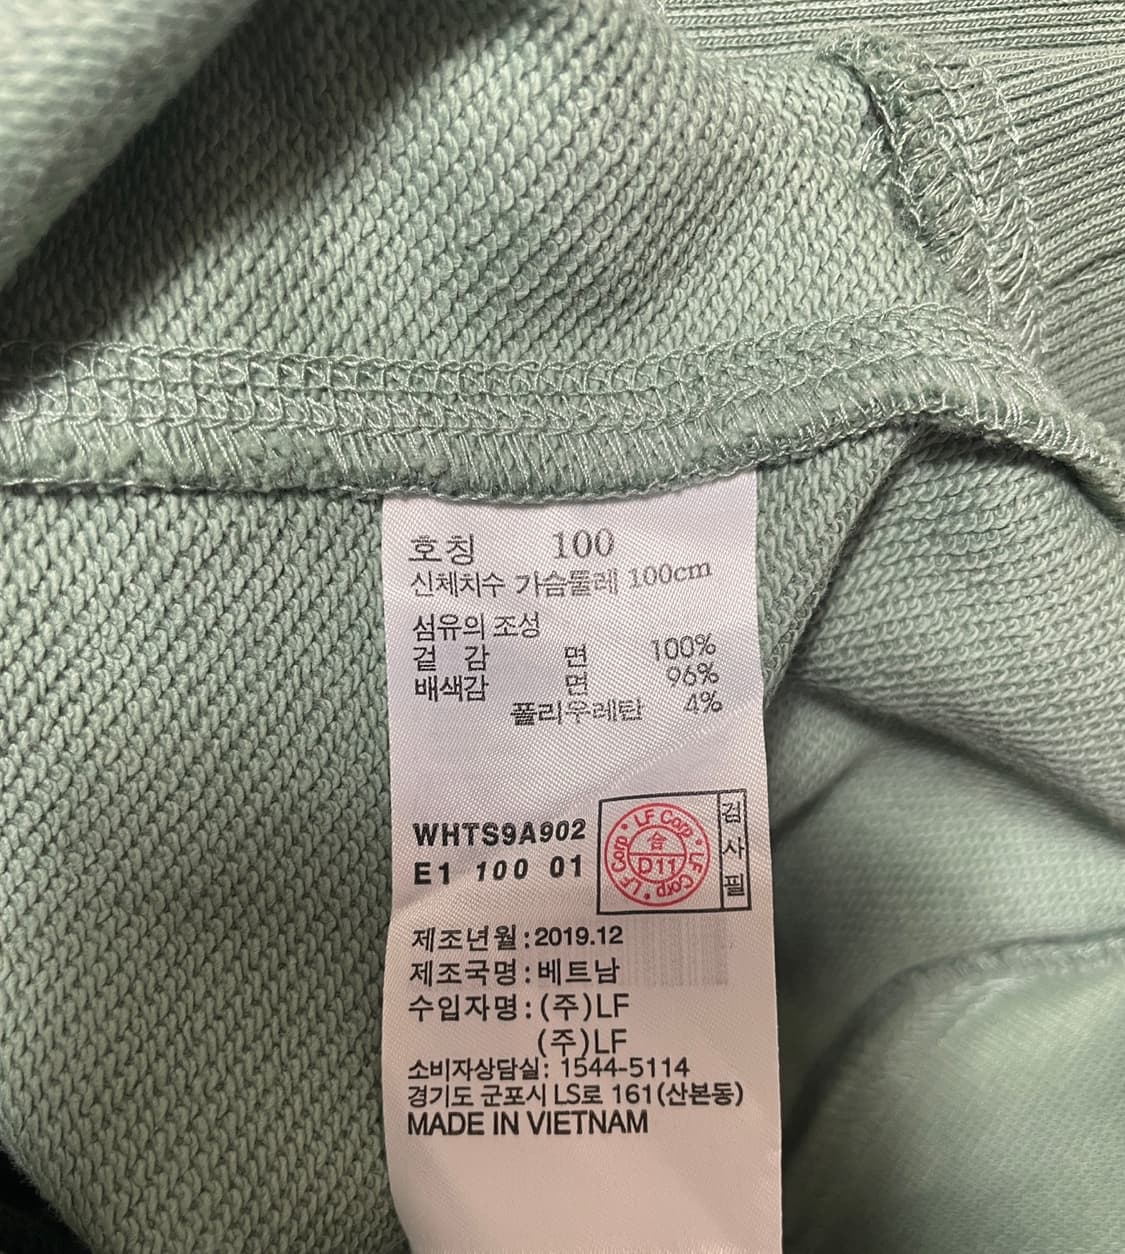 호칭 100
신체치수 가슴둘레 100cm
섬유의 조성
겉 감 면 100%
배색감 면 96%
폴리우레탄 4%
WHTS9A902
E1 100 01
LF Corp • LF Corp • LF Corp •
合
D11
검사필
제조년월:2019.12
제조국명:베트남
수입자명:(주)LF
(주)LF
소비자상담실: 1544-5114
경기도 군포시 LS로 161(산본동)
MADE IN VIETNAM